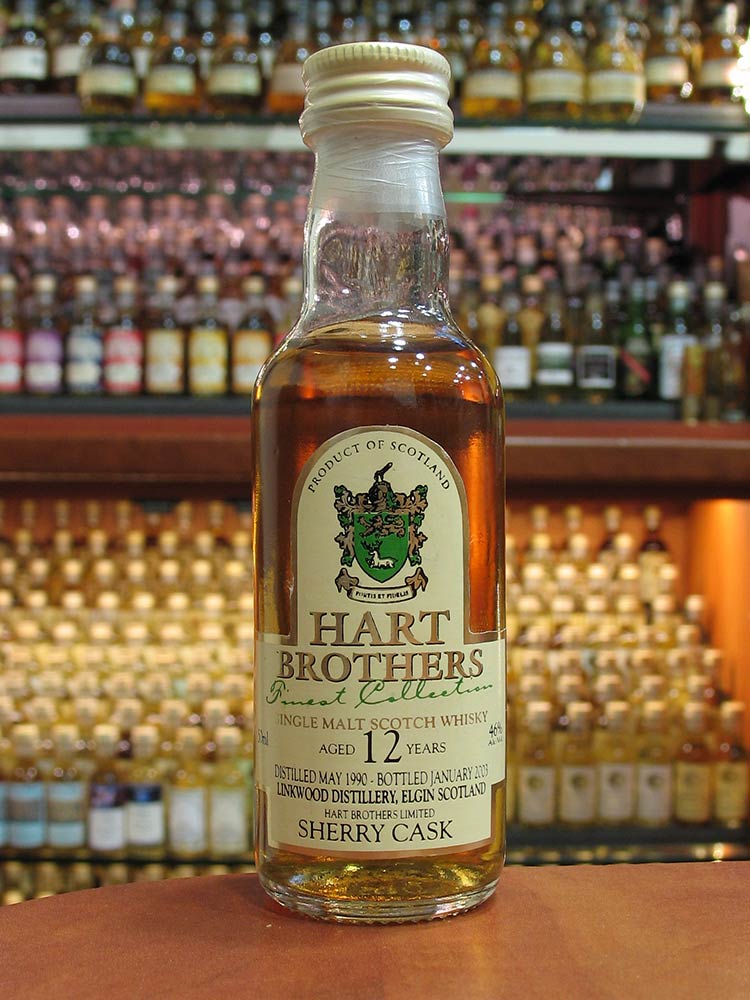 PRODUCT OF SCOTLAND
FORTIS ET FIDELIS
HART
BROTHERS
Finest Collection
SINGLE MALT SCOTCH WHISKY
AGED 12 YEARS
46%
DISTILLED MAY 1990 - BOTTLED JANUARY 2003
LINKWOOD DISTILLERY, ELGIN SCOTLAND
HART BROTHERS LIMITED
SHERRY CASK